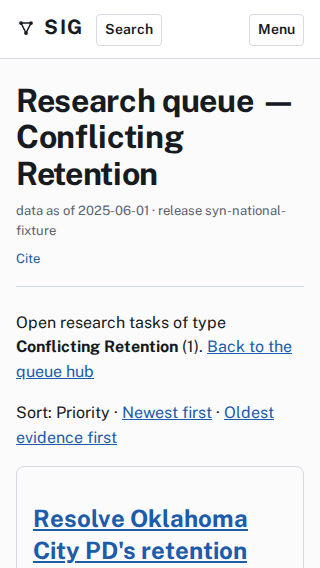 SIG
Search
Menu
Research queue —
Conflicting
Retention
data as of 2025-06-01 · release syn-national-
fixture
Cite
Open research tasks of type
Conflicting Retention (1). Back to the
queue hub
Sort: Priority · Newest first · Oldest
evidence first
Resolve Oklahoma
City PD's retention